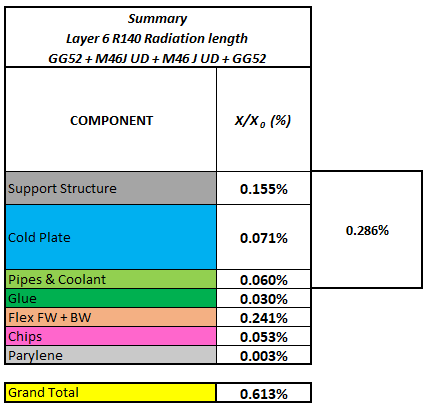 Summary
Layer 6 R140 Radiation length
GG52 + M46J UD + M46 J UD + GG52
COMPONENT X/X0 (%)
Support Structure 0.155%
Cold Plate 0.071% 0.286%
Pipes & Coolant 0.060%
Glue 0.030%
Flex FW + BW 0.241%
Chips 0.053%
Parylene 0.003%
Grand Total 0.613%